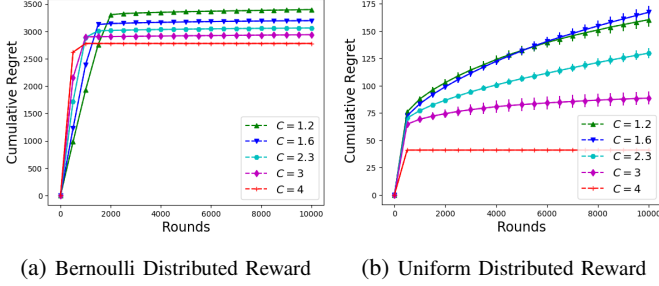 3500
3000
2500
2000
1500
1000
500
0
Cumulative Regret
0 2000 4000 6000 8000 10000
Rounds
C = 1.2
C = 1.6
C = 2.3
C = 3
C = 4
(a) Bernoulli Distributed Reward
175
150
125
100
75
50
25
0
Cumulative Regret
0 2000 4000 6000 8000 10000
Rounds
C = 1.2
C = 1.6
C = 2.3
C = 3
C = 4
(b) Uniform Distributed Reward